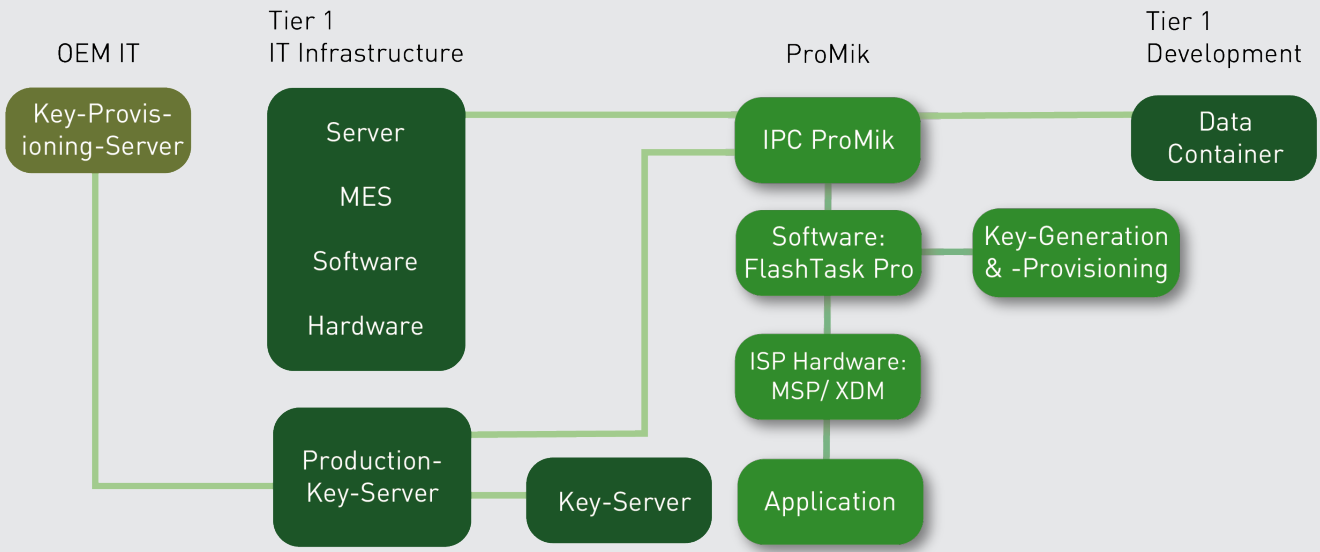 OEM IT
Tier 1
IT Infrastructure
ProMik
Tier 1
Development
Key-Provis-
ioning-Server
Server
MES
Software
Hardware
IPC ProMik
Data
Container
Software:
FlashTask Pro
Key-Generation
& -Provisioning
ISP Hardware:
MSP/ XDM
Production-
Key-Server
Key-Server
Application